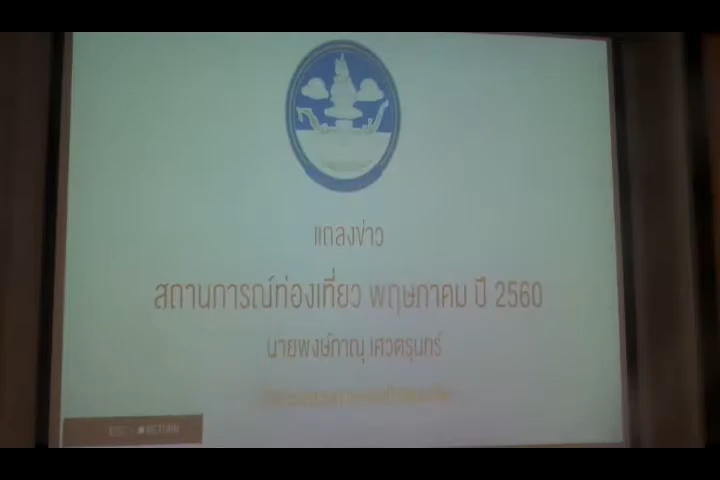 แถลงข่าว
สถานการณ์ท่องเที่ยว พฤษภาคม ปี 2560
นายพงษ์ภาณุ เศวตรุนทร์